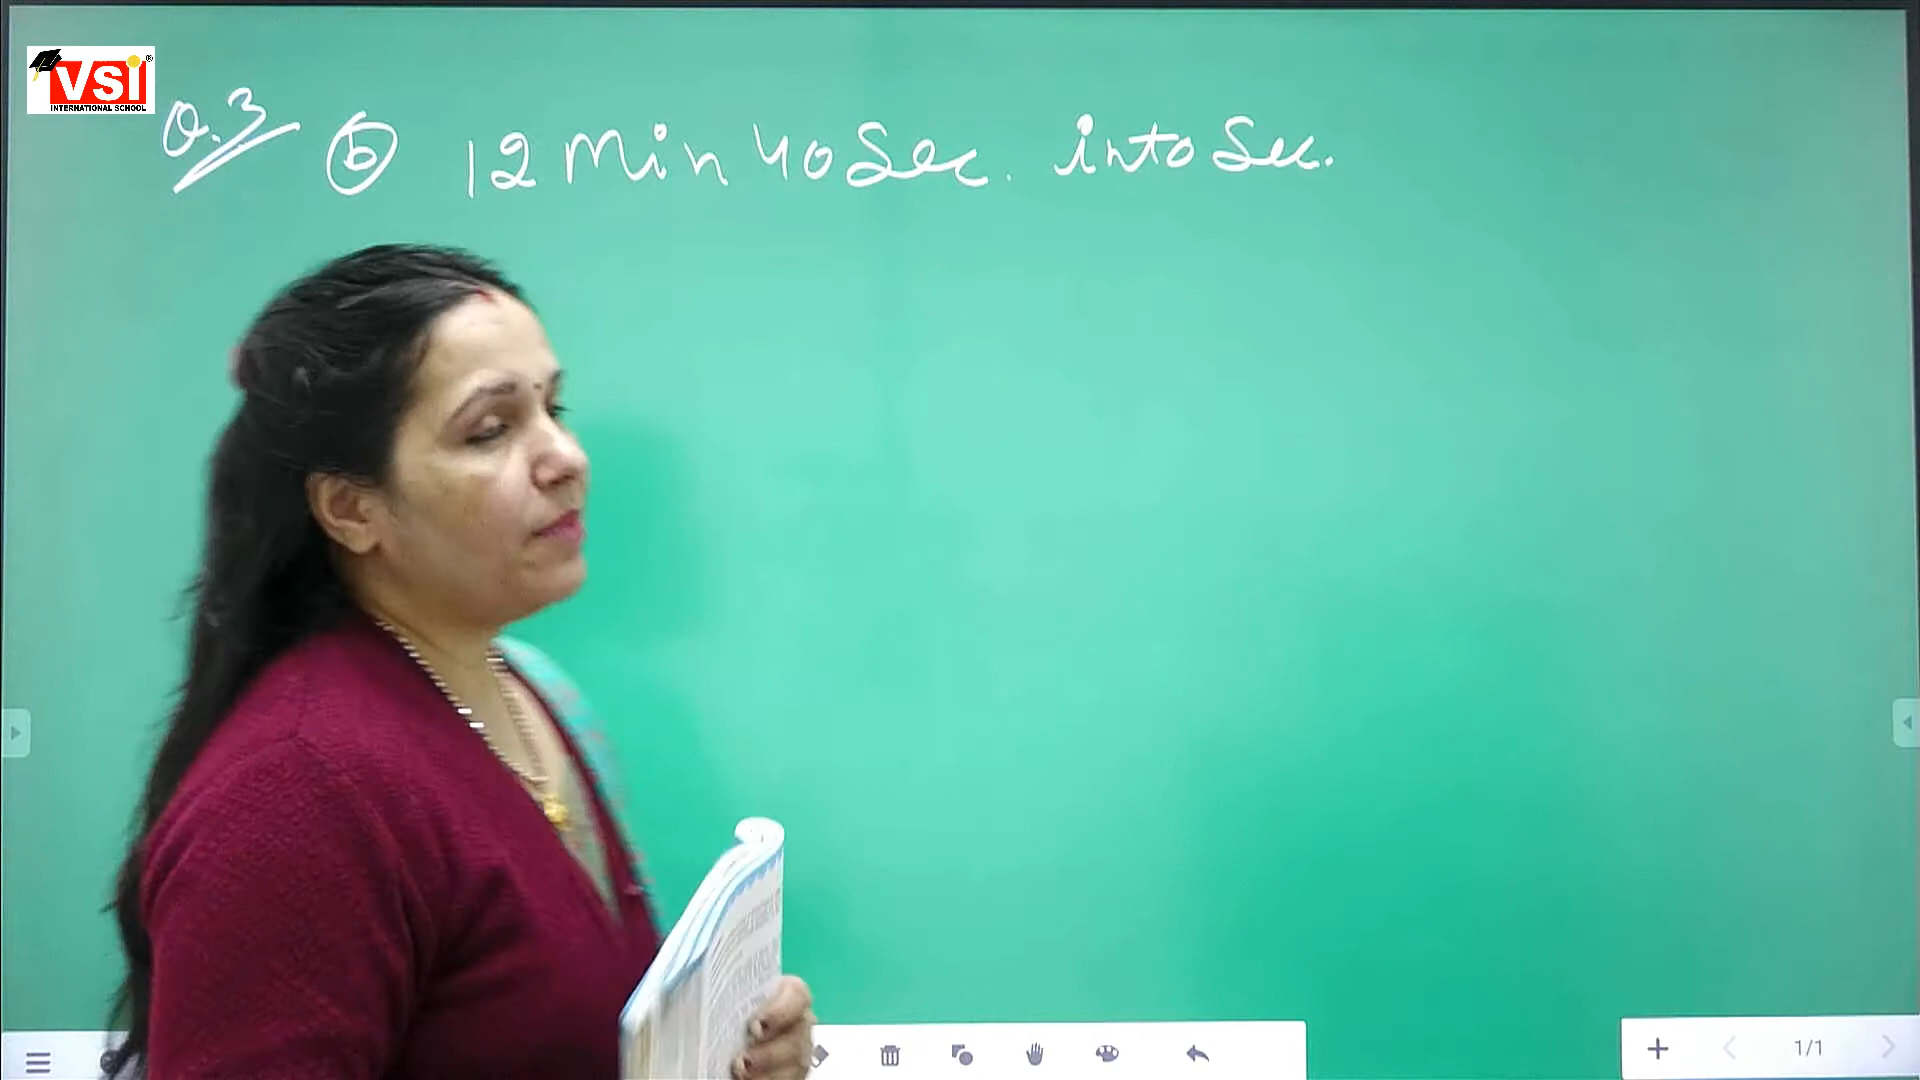 VSI
INTERNATIONAL SCHOOL
Q.3 (b) 12 Min 40 Sec. into Sec.
1/1